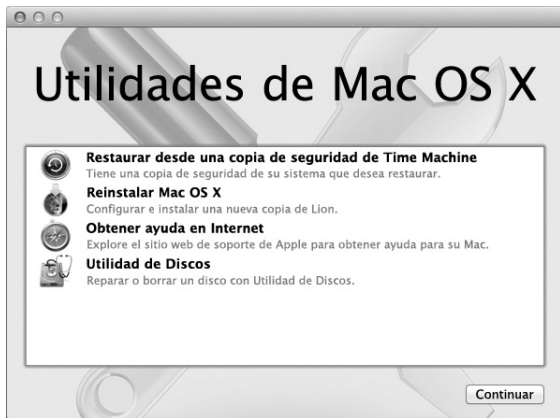 Utilidades de Mac OS X
Restaurar desde una copia de seguridad de Time Machine
Tiene una copia de seguridad de su sistema que desea restaurar.
Reinstalar Mac OS X
Configurar e instalar una nueva copia de Lion.
Obtener ayuda en Internet
Explore el sitio web de soporte de Apple para obtener ayuda para su Mac.
Utilidad de Discos
Reparar o borrar un disco con Utilidad de Discos.
Continuar